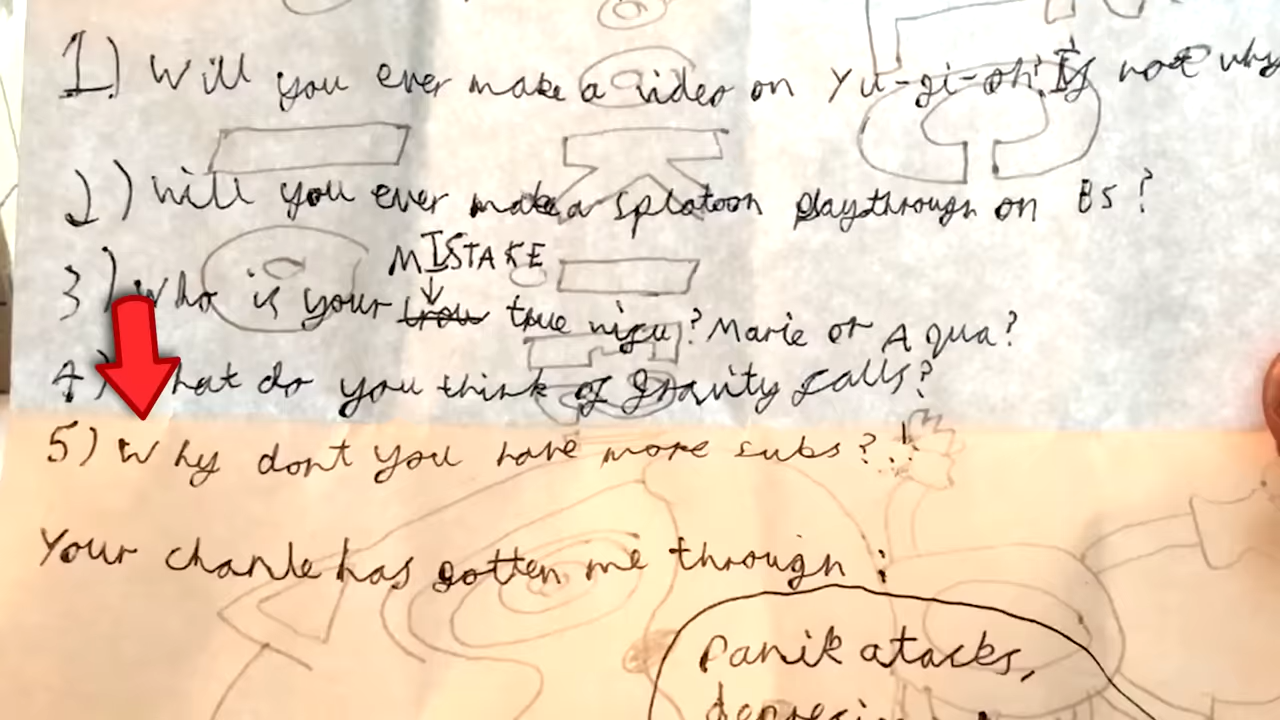 1) Will you ever make a video on Yu-gi-oh? If not why
2) Will you ever make a splatoon playthrough on BS?
MISTAKE
3) Who is your true nigu? Marie or Aqua?
4) What do you think of gravity falls?
5) Why dont you have more subs?!
Your chanle has gotten me through:
Panik atacks,